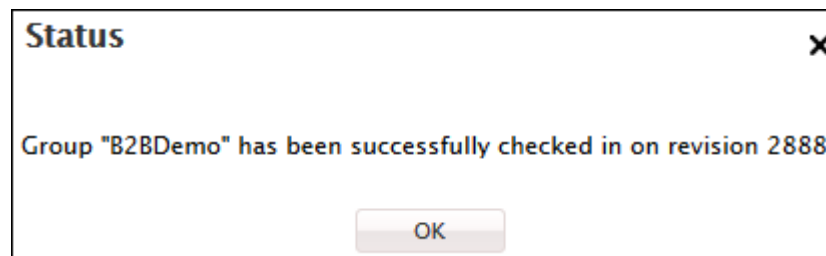 Status
Group "B2BDemo" has been successfully checked in on revision 2888
OK